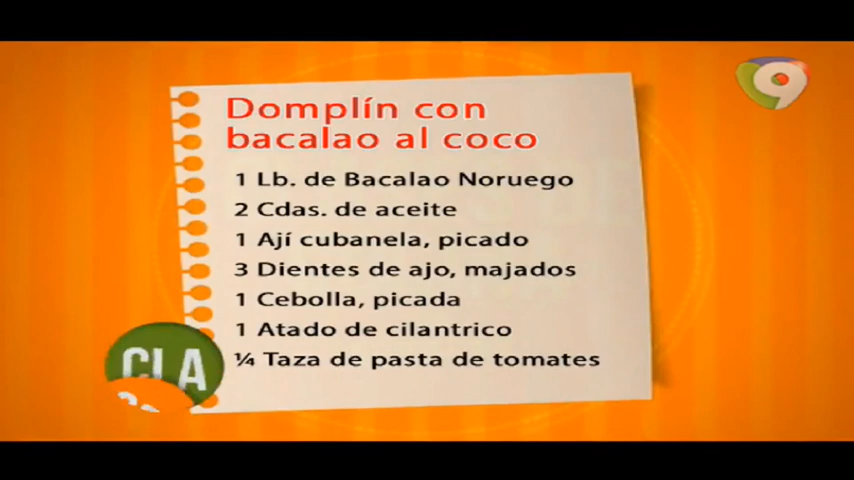 Domplín con
bacalao al coco
1 Lb. de Bacalao Noruego
2 Cdas. de aceite
1 Ají cubanela, picado
3 Dientes de ajo, majados
1 Cebolla, picada
1 Atado de cilantrico
¼ Taza de pasta de tomates
9
CLA